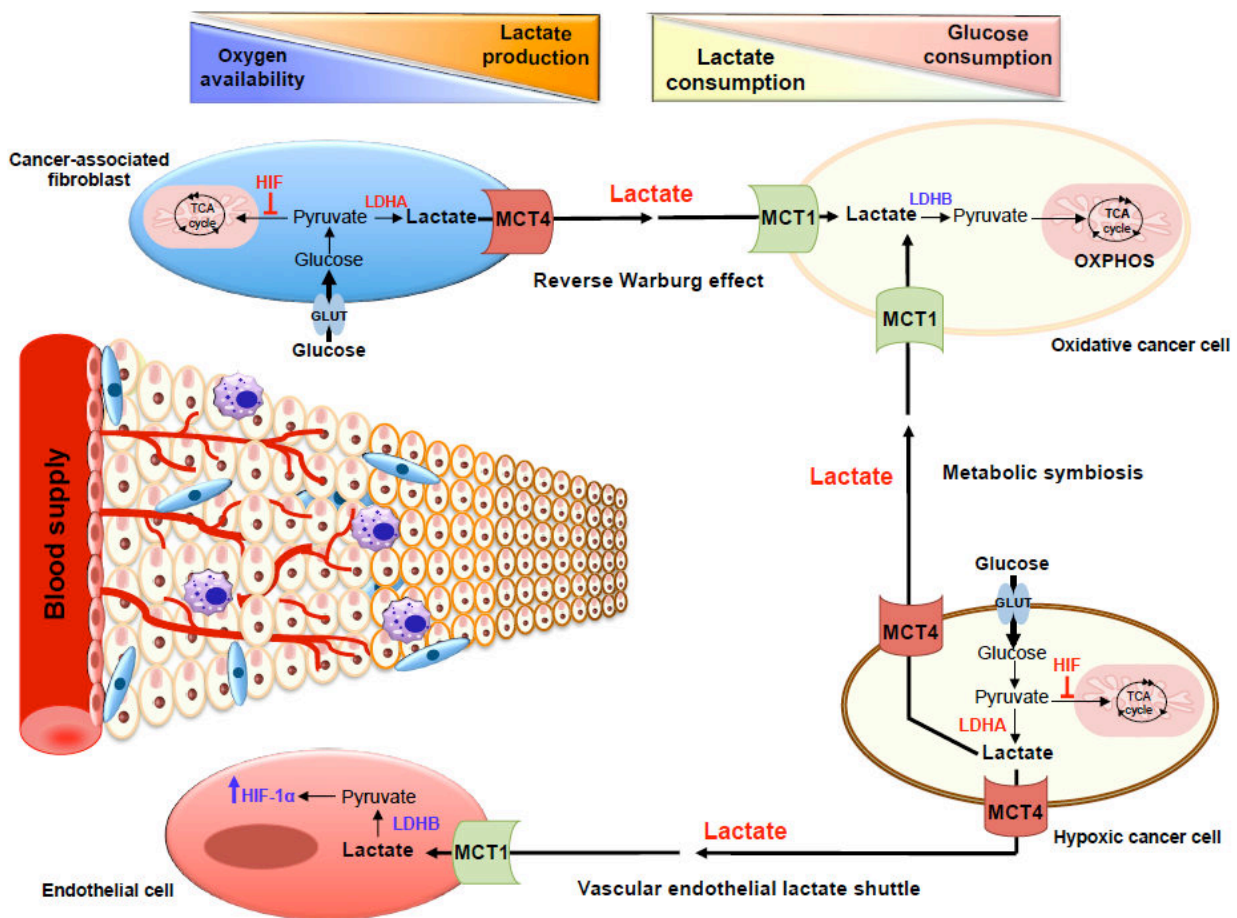 Oxygen
availability
Lactate
production
Lactate
consumption
Glucose
consumption
Cancer-associated
fibroblast
TCA
cycle
HIF
Pyruvate
LDHA
Lactate
MCT4
Glucose
GLUT
Glucose
Lactate
Reverse Warburg effect
MCT1
Lactate
LDHB
Pyruvate
TCA
cycle
OXPHOS
MCT1
Oxidative cancer cell
Blood supply
Lactate
Metabolic symbiosis
Glucose
GLUT
MCT4
Glucose
HIF
Pyruvate
TCA
cycle
LDHA
Lactate
MCT4
Hypoxic cancer cell
HIF-1α
Pyruvate
LDHB
Lactate
MCT1
Lactate
Endothelial cell
Vascular endothelial lactate shuttle